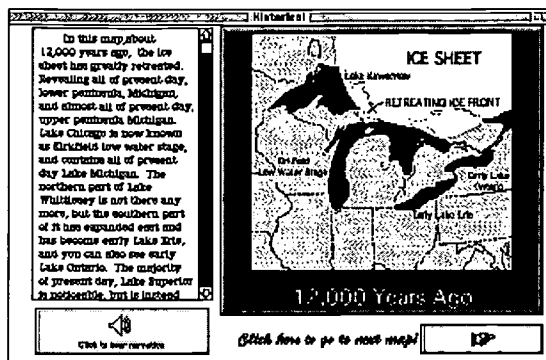 Historical
In this map, about
12,000 years ago, the ice
sheet has greatly retreated.
Revealing all of present day,
lower peninsula, Michigan,
and almost all of present day,
upper peninsula Michigan.
Lake Chicago is now known
as Kirkfield low water stage,
and contains all of present
day Lake Michigan. The
northern part of Lake
Whittlesey is not there any
more, but the southern part
of it has expanded east and
has become early Lake Erie,
and you can also see early
Lake Ontario. The majority
of present day, Lake Superior
is noticeable, but is instead
Click to hear narrative
ICE SHEET
Lake Keweenaw
RETREATING ICE FRONT
Kirkfield
Low Water Stage
Early Lake
Early Lake Erie
12,000 Years Ago
Click here to go to next map!